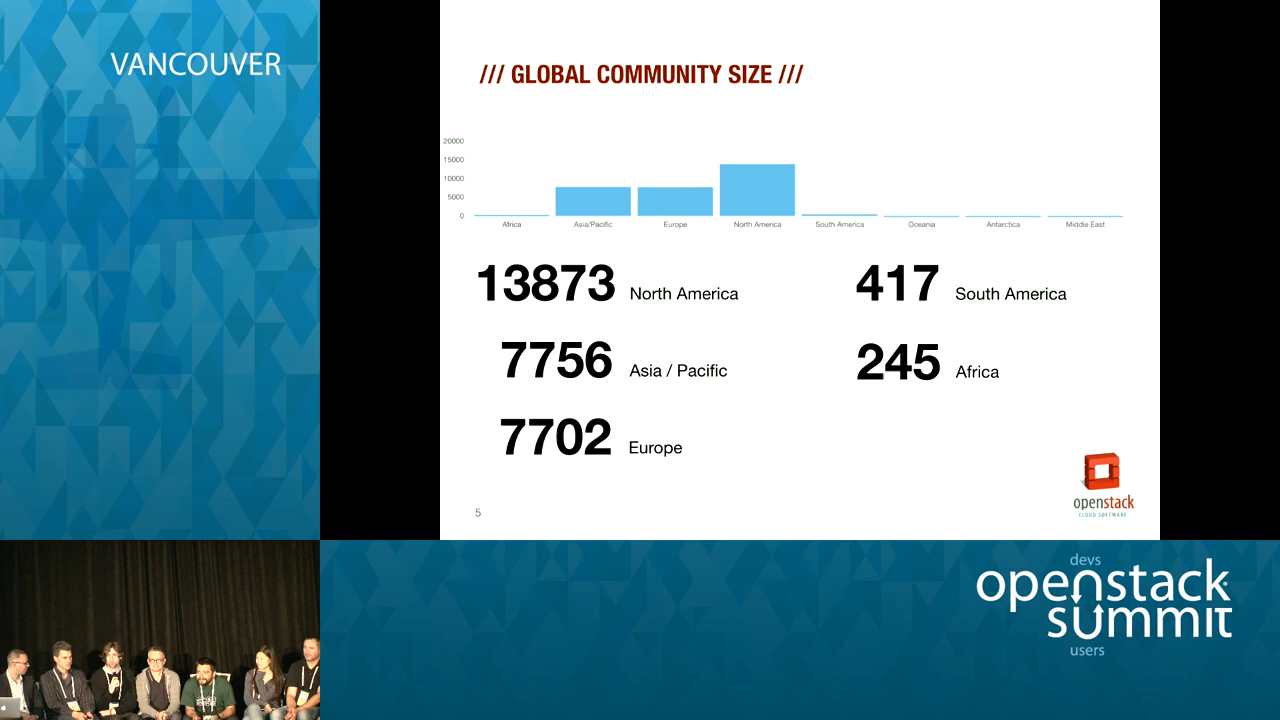 VANCOUVER
/// GLOBAL COMMUNITY SIZE ///
20000
15000
10000
5000
0
Africa
Asia/Pacific
Europe
North America
South America
Oceania
Antarctica
Middle East
13873 North America
417 South America
7756 Asia / Pacific
245 Africa
7702 Europe
5
openstack
CLOUD SOFTWARE
devs
openstack
summit
users